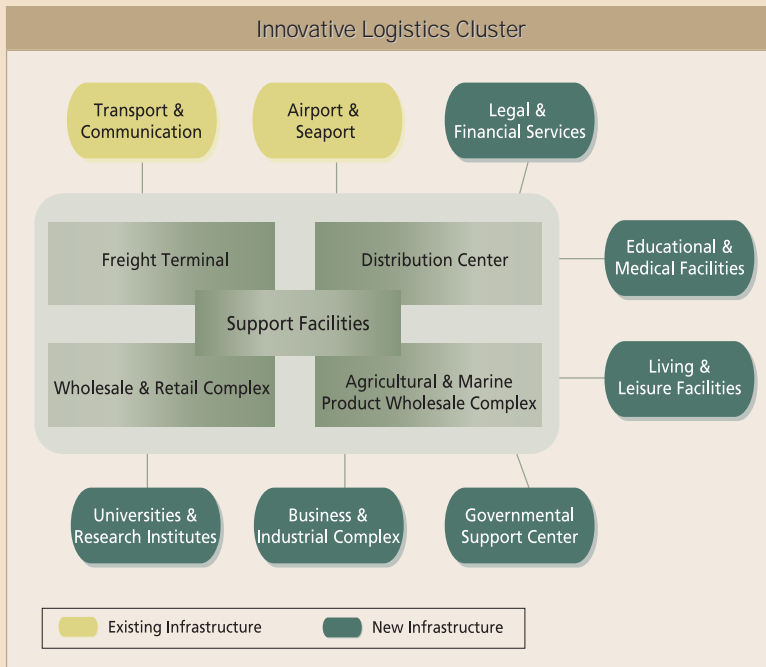 Innovative Logistics Cluster
Transport &
Communication
Airport &
Seaport
Legal &
Financial Services
Freight Terminal
Distribution Center
Educational &
Medical Facilities
Support Facilities
Wholesale & Retail Complex
Agricultural & Marine
Product Wholesale Complex
Living &
Leisure Facilities
Universities &
Research Institutes
Business &
Industrial Complex
Governmental
Support Center
Existing Infrastructure
New Infrastructure